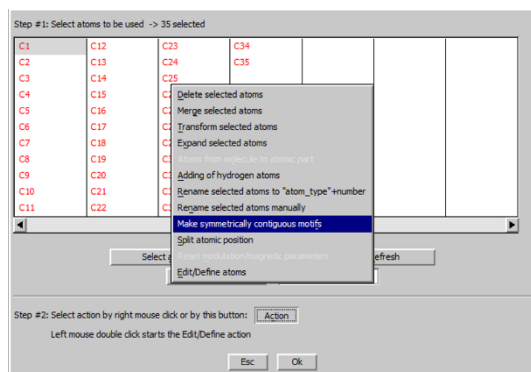 Step #1: Select atoms to be used -> 35 selected
C1 C12 C23 C34
C2 C13 C24 C35
C3 C14 C25
C4 C15
C5 C16
C6 C17
C7 C18
C8 C19
C9 C20
C10 C21
C11 C22
Delete selected atoms
Merge selected atoms
Transform selected atoms
Expand selected atoms
Atoms from molecule to atomic part
Adding of hydrogen atoms
Rename selected atoms to "atom_type"+number
Rename selected atoms manually
Make symmetrically contiguous motifs
Split atomic position
Reset modulation/magnetic parameters
Edit/Define atoms
Select
efresh
Step #2: Select action by right mouse click or by this button: Action
Left mouse double click starts the Edit/Define action
Esc Ok